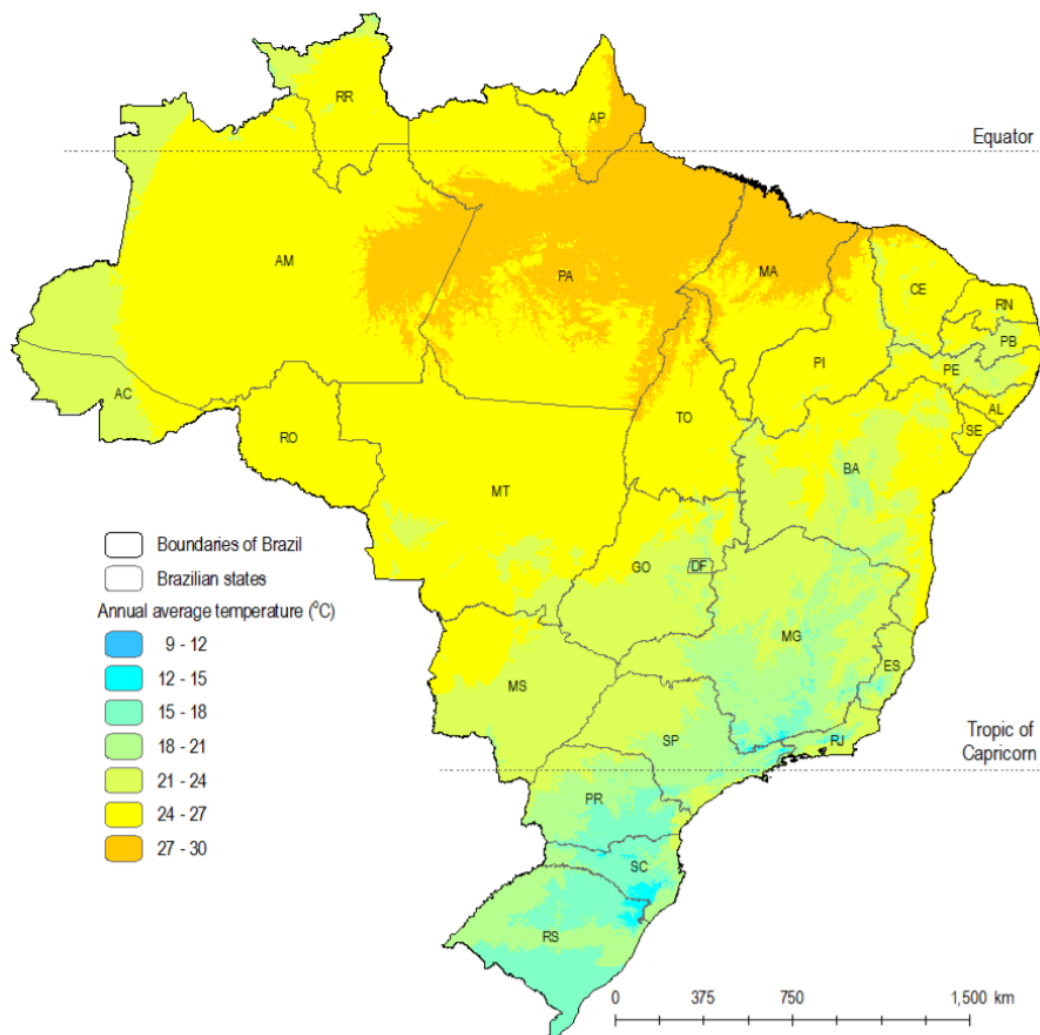 RR
AP
Equator
AM
PA
MA
CE
RN
PB
PI
PE
AC
AL
TO
SE
RO
BA
MT
Boundaries of Brazil
GO
DF
Brazilian states
Annual average temperature (⁰C)
9 - 12
MG
12 - 15
ES
MS
15 - 18
18 - 21
SP
RJ
Tropic of
Capricorn
21 - 24
PR
24 - 27
27 - 30
SC
RS
0 375 750 1,500 km